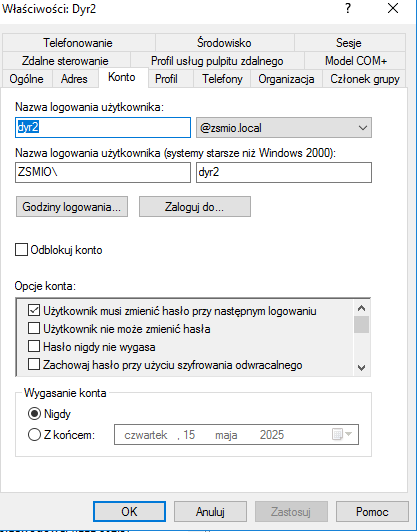 Właściwości: Dyr2
Telefonowanie Środowisko Sesje
Zdalne sterowanie Profil usług pulpitu zdalnego Model COM+
Ogólne Adres Konto Profil Telefony Organizacja Członek grupy
Nazwa logowania użytkownika:
dyr2 @zsmio.local
Nazwa logowania użytkownika (systemy starsze niż Windows 2000):
ZSMIO\ dyr2
Godziny logowania... Zaloguj do...
Odblokuj konto
Opcje konta:
Użytkownik musi zmienić hasło przy następnym logowaniu
Użytkownik nie może zmienić hasła
Hasło nigdy nie wygasa
Zachowaj hasło przy użyciu szyfrowania odwracalnego
Wygasanie konta
Nigdy
Z końcem: czwartek , 15 maja 2025
OK Anuluj Zastosuj Pomoc